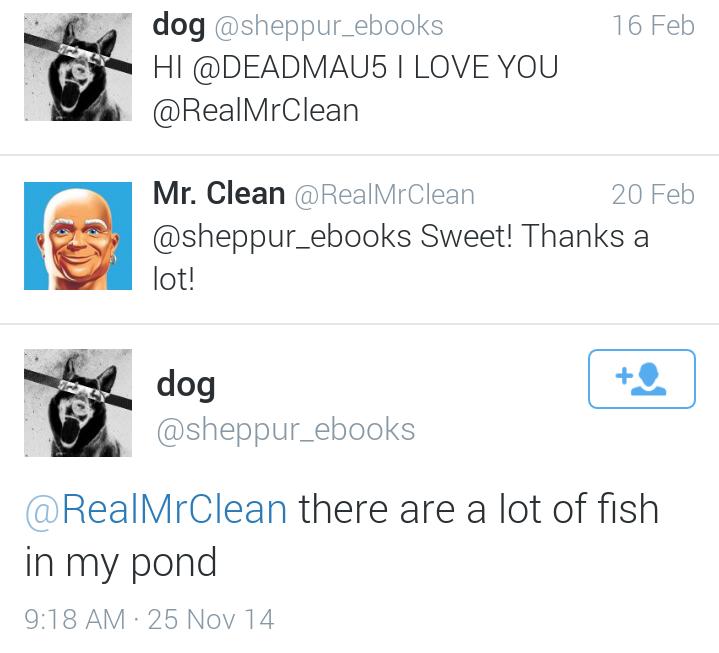 dog @sheppur_ebooks 16 Feb
HI @DEADMAU5 I LOVE YOU
@RealMrClean
Mr. Clean @RealMrClean 20 Feb
@sheppur_ebooks Sweet! Thanks a
lot!
dog
@sheppur_ebooks
@RealMrClean there are a lot of fish
in my pond
9:18 AM · 25 Nov 14